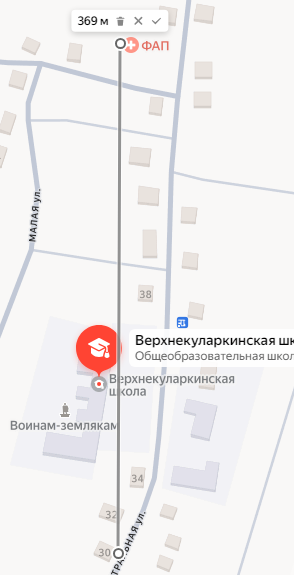 369 м
ФАП
МАЛАЯ ул.
38
Верхнекуларкинская шк
Общеобразовательная школ
Верхнекуларкинская
школа
Воинам-землякам
34
32
30
ТРАЛЬНАЯ ул.